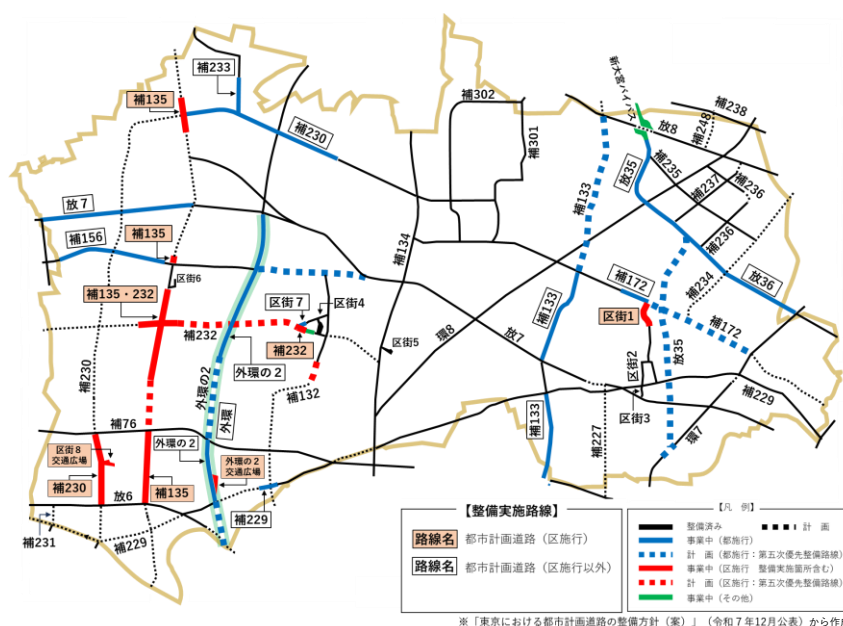 補233
補135
補230
補302
補301
新大宮バイパス
放8
補248
補238
補235
放35
補237
補236
補133
補236
放7
補156
補135
区街6
補134
補234
放36
補135・232
区街7
区街4
補172
区街1
補232
補232
外環の2
区街5
環8
放7
補133
放35
補172
補230
外環の2
外環
補132
区街2
区街3
補229
補76
外環の2
補133
補227
環7
区街8
交通広場
外環の2
交通広場
補230
補135
放6
補229
補231
補229
【整備実施路線】
路線名 都市計画道路（区施行）
路線名 都市計画道路（区施行以外）
【凡　例】
整備済み 計　画
事業中（都施行）
計　画（都施行：第五次優先整備路線）
事業中（区施行　整備実施箇所含む）
計　画（区施行：第五次優先整備路線）
事業中（その他）
※「東京における都市計画道路の整備方針（案）」（令和7年12月公表）から作